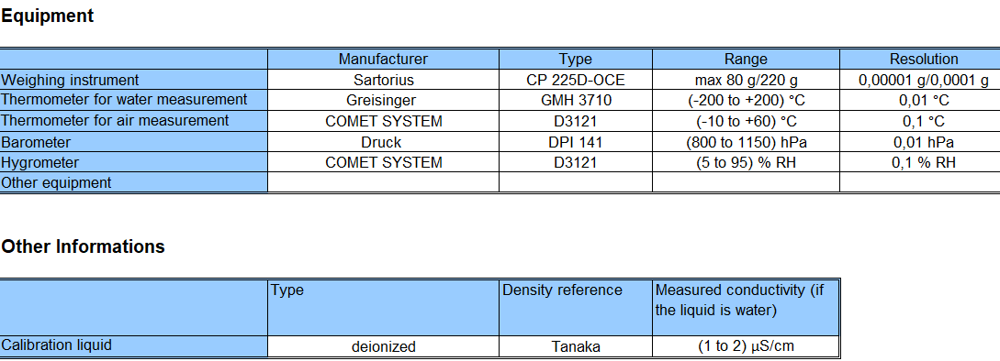 Equipment
Manufacturer Type Range Resolution
Weighing instrument Sartorius CP 225D-OCE max 80 g/220 g 0,00001 g/0,0001 g
Thermometer for water measurement Greisinger GMH 3710 (-200 to +200) °C 0,01 °C
Thermometer for air measurement COMET SYSTEM D3121 (-10 to +60) °C 0,1 °C
Barometer Druck DPI 141 (800 to 1150) hPa 0,01 hPa
Hygrometer COMET SYSTEM D3121 (5 to 95) % RH 0,1 % RH
Other equipment
Other Informations
Type Density reference Measured conductivity (if
the liquid is water)
Calibration liquid deionized Tanaka (1 to 2) µS/cm